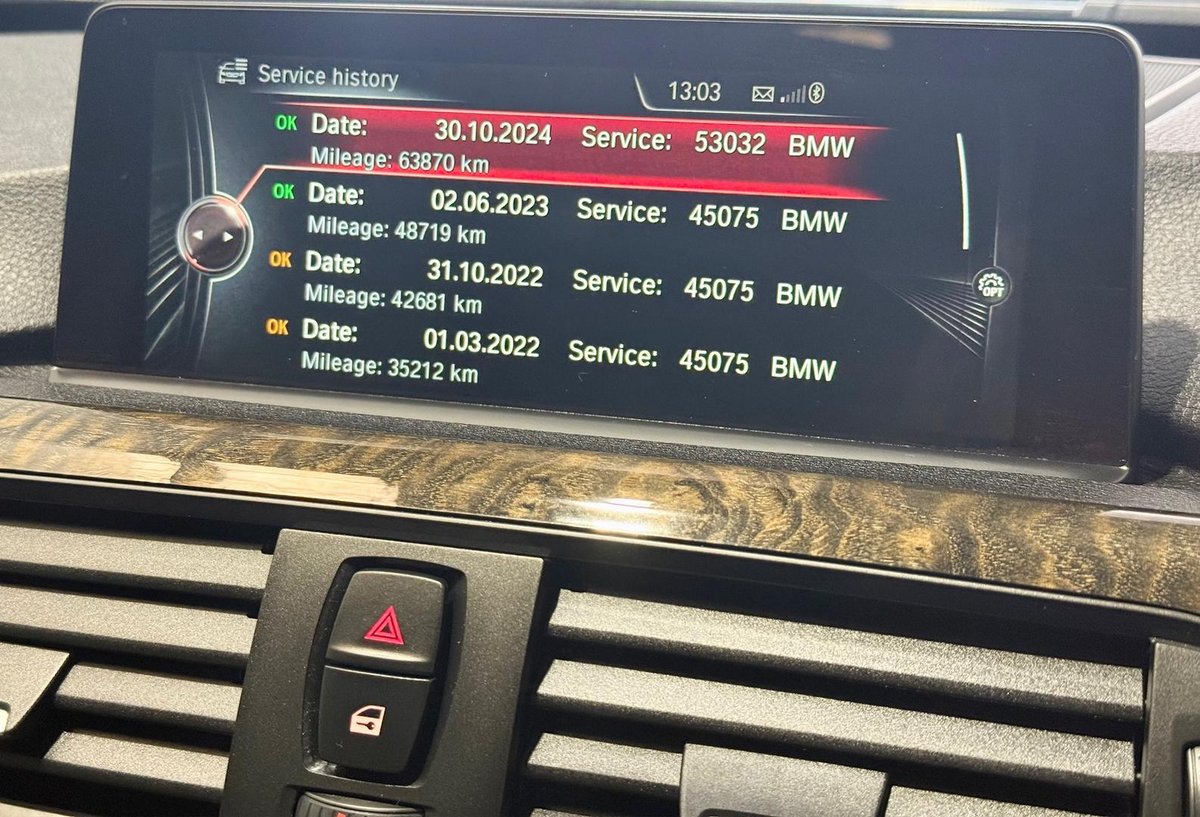 Service history
13:03
OK Date: 30.10.2024 Service: 53032 BMW
Mileage: 63870 km
OK Date: 02.06.2023 Service: 45075 BMW
Mileage: 48719 km
OK Date: 31.10.2022 Service: 45075 BMW
Mileage: 42681 km
OPT
OK Date: 01.03.2022 Service: 45075 BMW
Mileage: 35212 km